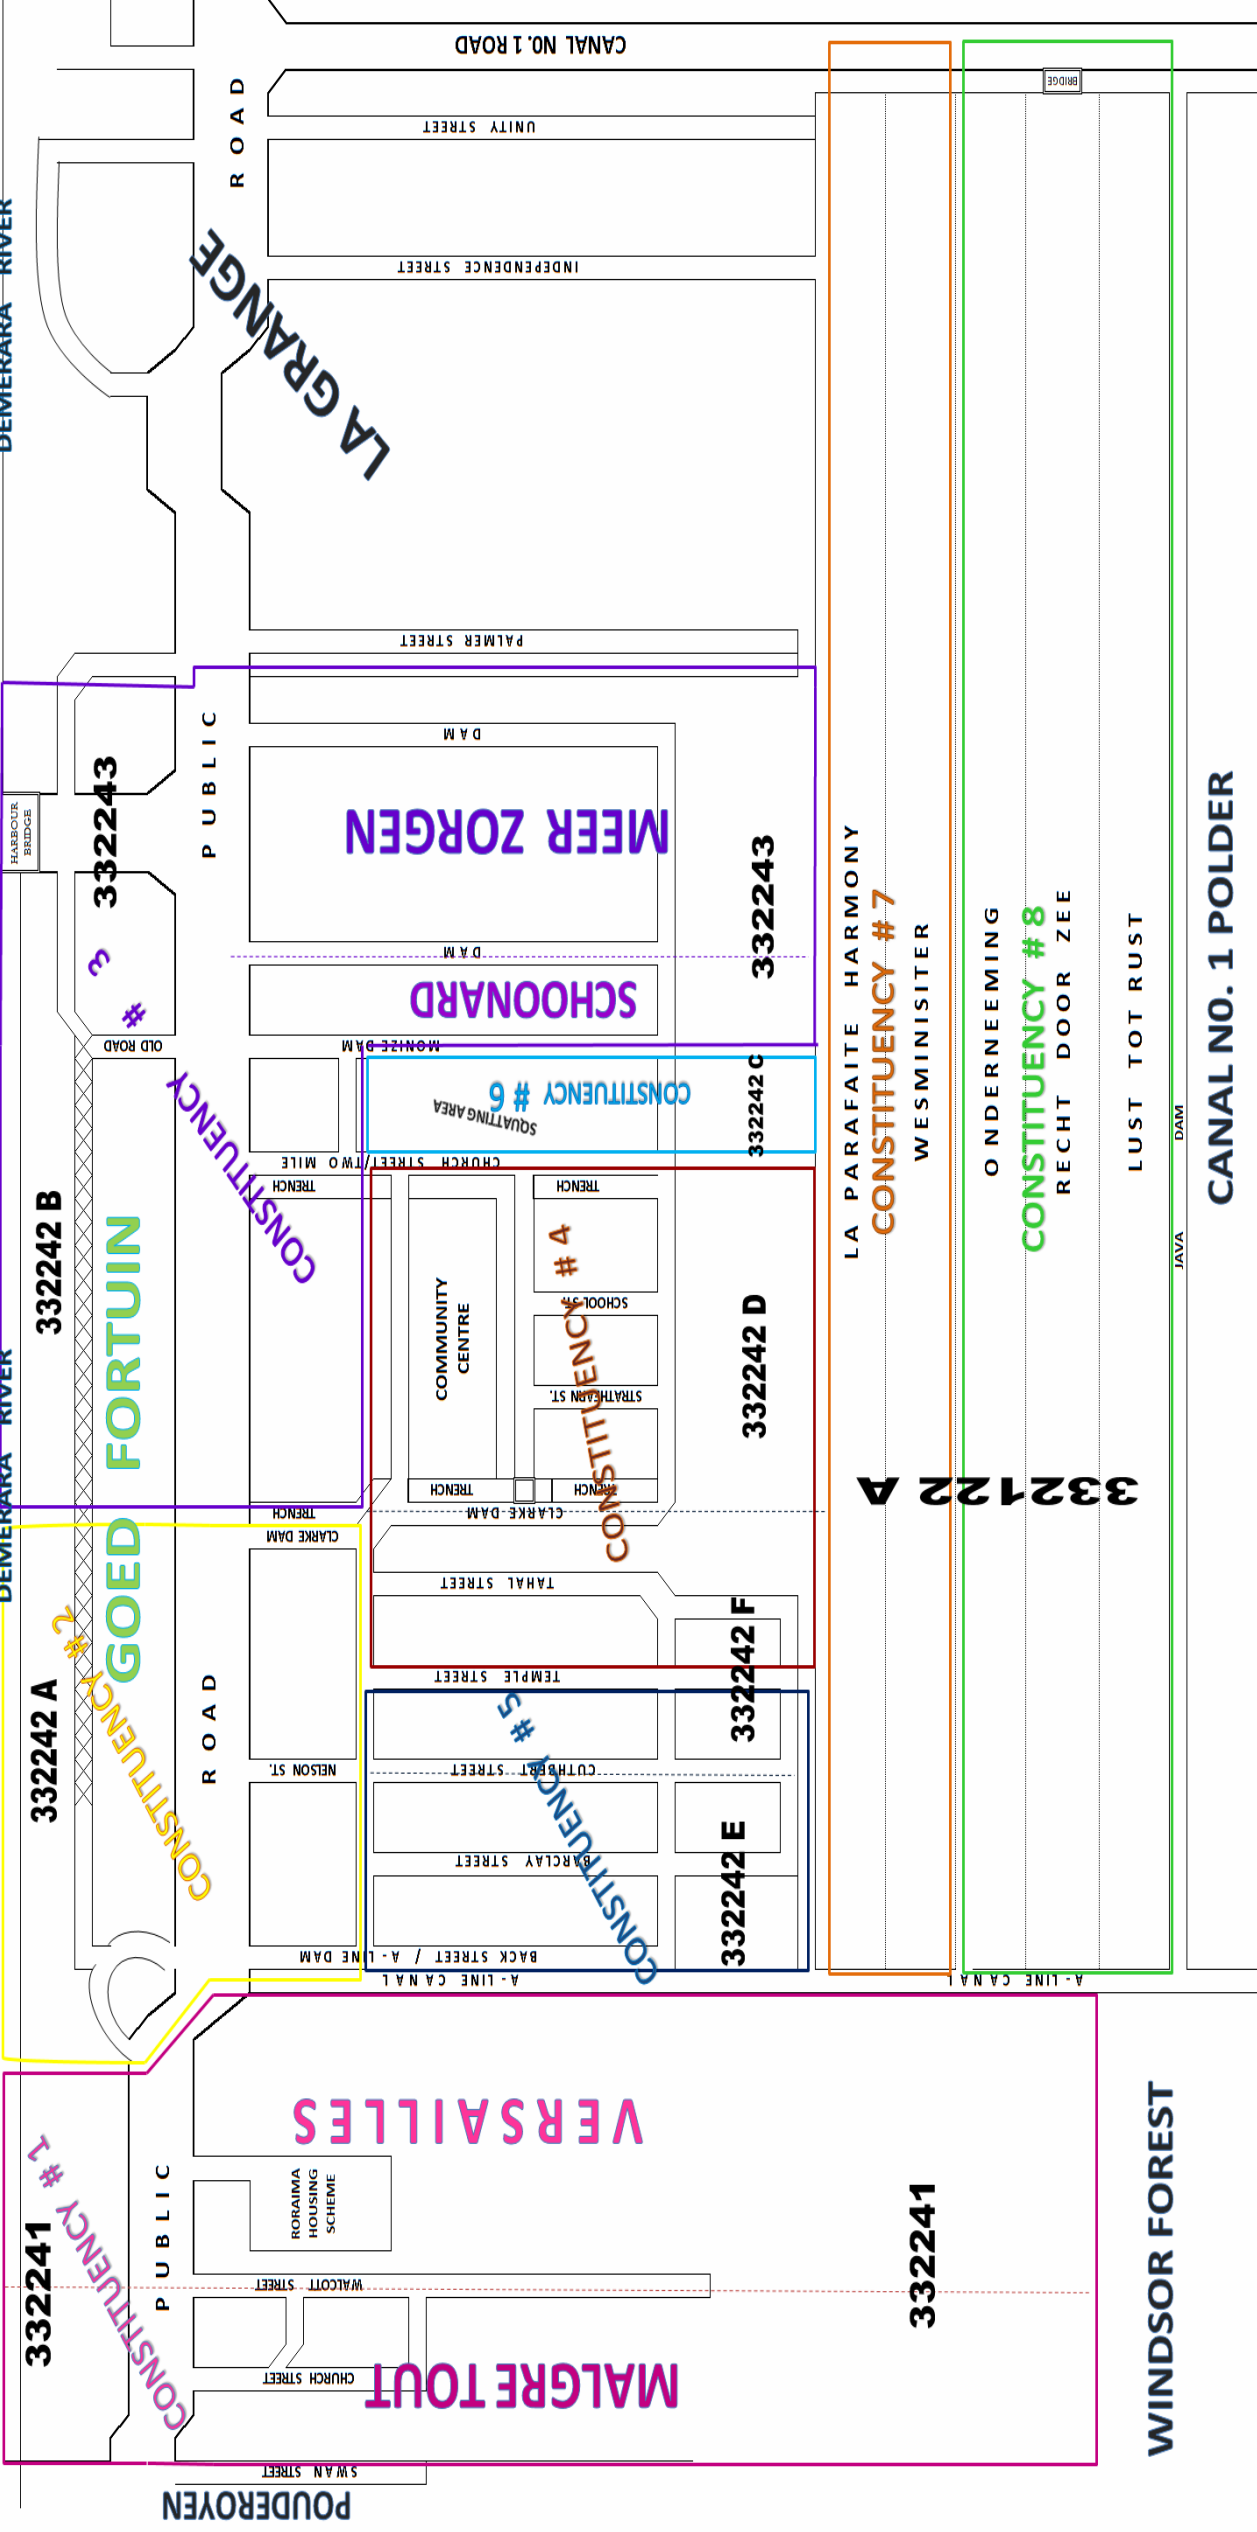 CANAL NO. 1 ROAD
BRIDGE
ROAD
UNITY STREET
DEMERARA RIVER
LA GRANGE
INDEPENDENCE STREET
PALMER STREET
PUBLIC
DAM
HARBOUR
BRIDGE
332243
MEER ZORGEN
332243
DAM
# 3
CONSTITUENCY
SCHOONARD
OLD ROAD
MONIZE DAM
CONSTITUENCY # 6
SQUATTING AREA
332242 C
CHURCH STREET/TWO MILE
TRENCH
TRENCH
LA PARAFAITE HARMONY
CONSTITUENCY # 7
WESMINISITER
ONDERNEEMING
CONSTITUENCY # 8
RECHT DOOR ZEE
LUST TOT RUST
JAVA DAM
CANAL NO. 1 POLDER
332242 B
GOED FORTUIN
COMMUNITY
CENTRE
CONSTITUENCY # 4
SCHOOL ST.
STRATHEARN ST.
332242 D
TRENCH
TRENCH
TRENCH
CLARKE DAM
CLARKE DAM
332122 A
DEMERARA RIVER
TAHAL STREET
TEMPLE STREET
332242 F
332242 A
CONSTITUENCY # 2
ROAD
NELSON ST.
CONSTITUENCY # 5
CUTHBERT STREET
BARCLAY STREET
332242 E
BACK STREET / A-LINE DAM
A-LINE CANAL
A-LINE CANAL
VERSAILLES
CONSTITUENCY # 1
332241
PUBLIC
RORAIMA
HOUSING
SCHEME
WALCOTT STREET
332241
CHURCH STREET
MALGRE TOUT
WINDSOR FOREST
SWAN STREET
POUDEROYEN